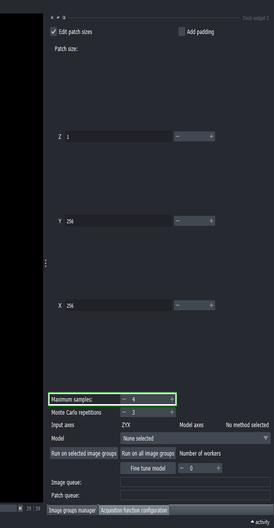 Dock widget 2
Edit patch sizes Add padding
Patch size:
Z 1 − +
Y 256 − +
X 256 − +
Maximum samples: − 4 +
Monte Carlo repetitions − 3 +
Input axes ZYX Model axes No method selected
Model None selected
Run on selected image groups Run on all image groups Number of workers
Fine tune model − 0 +
Image queue:
Patch queue:
Image groups manager Acquisition function configuration
activity